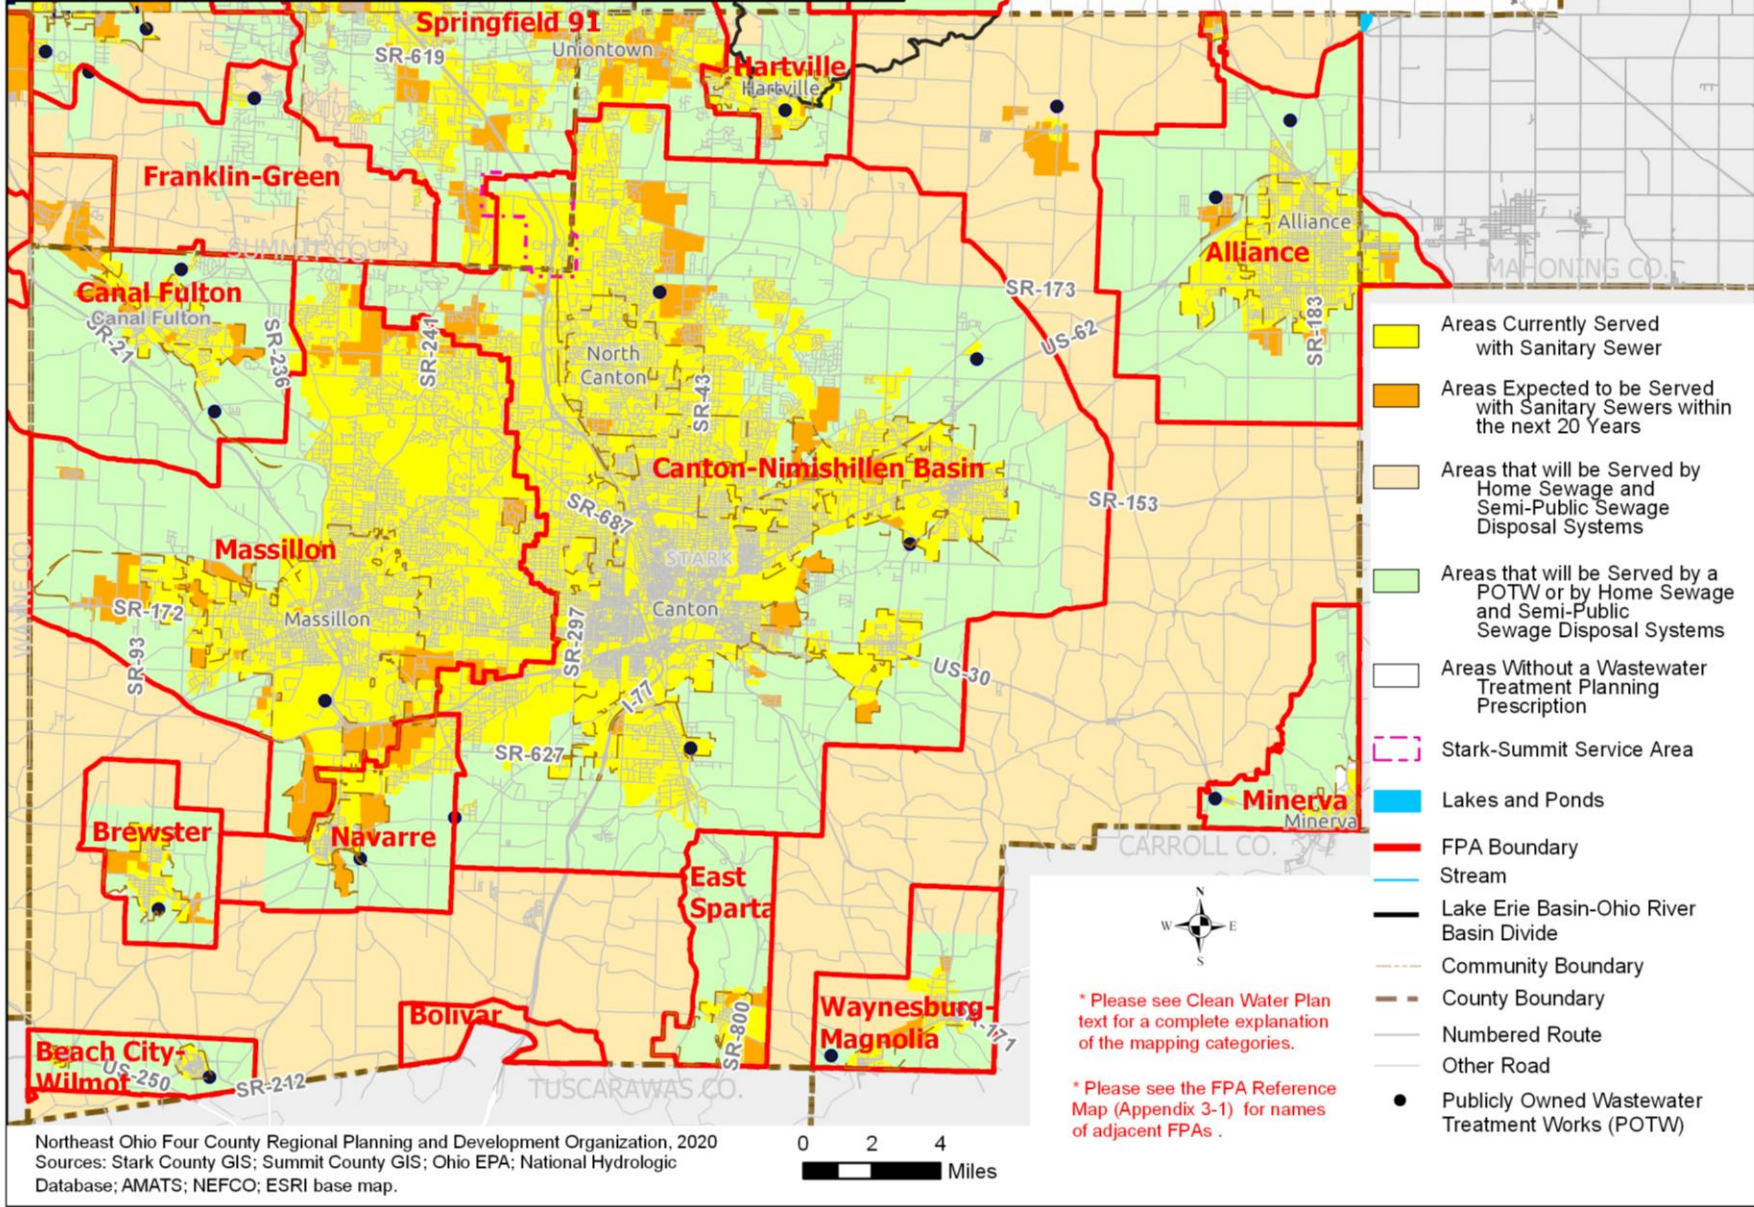 Springfield 91
SR-619
Uniontown
Hartville
Hartville
Franklin-Green
SUMMIT CO.
Canal Fulton
Canal Fulton
SR-21
SR-236
SR-241
North
Canton
SR-43
SR-173
US-62
Alliance
Alliance
SR-183
MAHONING CO.
Canton-Nimishillen Basin
SR-687
SR-153
STARK
Canton
Massillon
Massillon
SR-172
SR-93
SR-297
I-77
US-30
SR-627
Brewster
Navarre
Minerva
Minerva
CARROLL CO.
East
Sparta
SR-800
Waynesburg-
Magnolia
Bolivar
Beach City-
Wilmot
US-250
SR-212
TUSCARAWAS CO.
Areas Currently Served
with Sanitary Sewer
Areas Expected to be Served
with Sanitary Sewers within
the next 20 Years
Areas that will be Served by
Home Sewage and
Semi-Public Sewage
Disposal Systems
Areas that will be Served by a
POTW or by Home Sewage
and Semi-Public
Sewage Disposal Systems
Areas Without a Wastewater
Treatment Planning
Prescription
Stark-Summit Service Area
Lakes and Ponds
FPA Boundary
Stream
Lake Erie Basin-Ohio River
Basin Divide
Community Boundary
County Boundary
Numbered Route
Other Road
Publicly Owned Wastewater
Treatment Works (POTW)
N
W E
S
* Please see Clean Water Plan
text for a complete explanation
of the mapping categories.
* Please see the FPA Reference
Map (Appendix 3-1) for names
of adjacent FPAs .
Northeast Ohio Four County Regional Planning and Development Organization, 2020
Sources: Stark County GIS; Summit County GIS; Ohio EPA; National Hydrologic
Database; AMATS; NEFCO; ESRI base map.
0 2 4
Miles